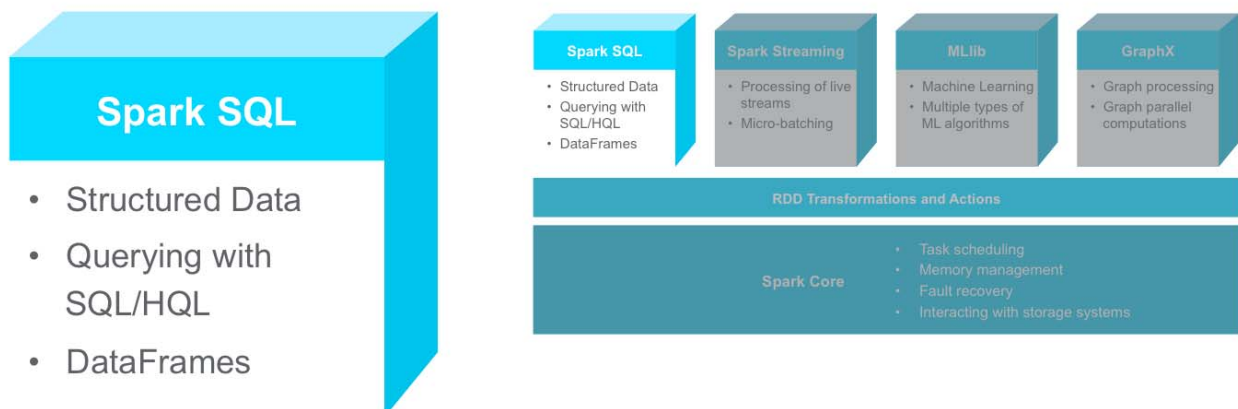 Spark SQL
• Structured Data
• Querying with
SQL/HQL
• DataFrames
Spark SQL
• Structured Data
• Querying with
SQL/HQL
• DataFrames
Spark Streaming
• Processing of live
streams
• Micro-batching
MLlib
• Machine Learning
• Multiple types of
ML algorithms
GraphX
• Graph processing
• Graph parallel
computations
RDD Transformations and Actions
Spark Core
• Task scheduling
• Memory management
• Fault recovery
• Interacting with storage systems